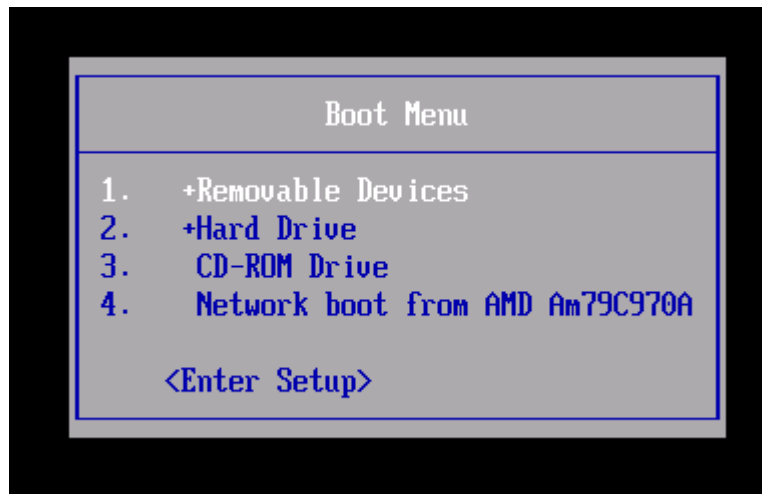 Boot Menu
1. +Removable Devices
2. +Hard Drive
3. CD-ROM Drive
4. Network boot from AMD Am79C970A
<Enter Setup>